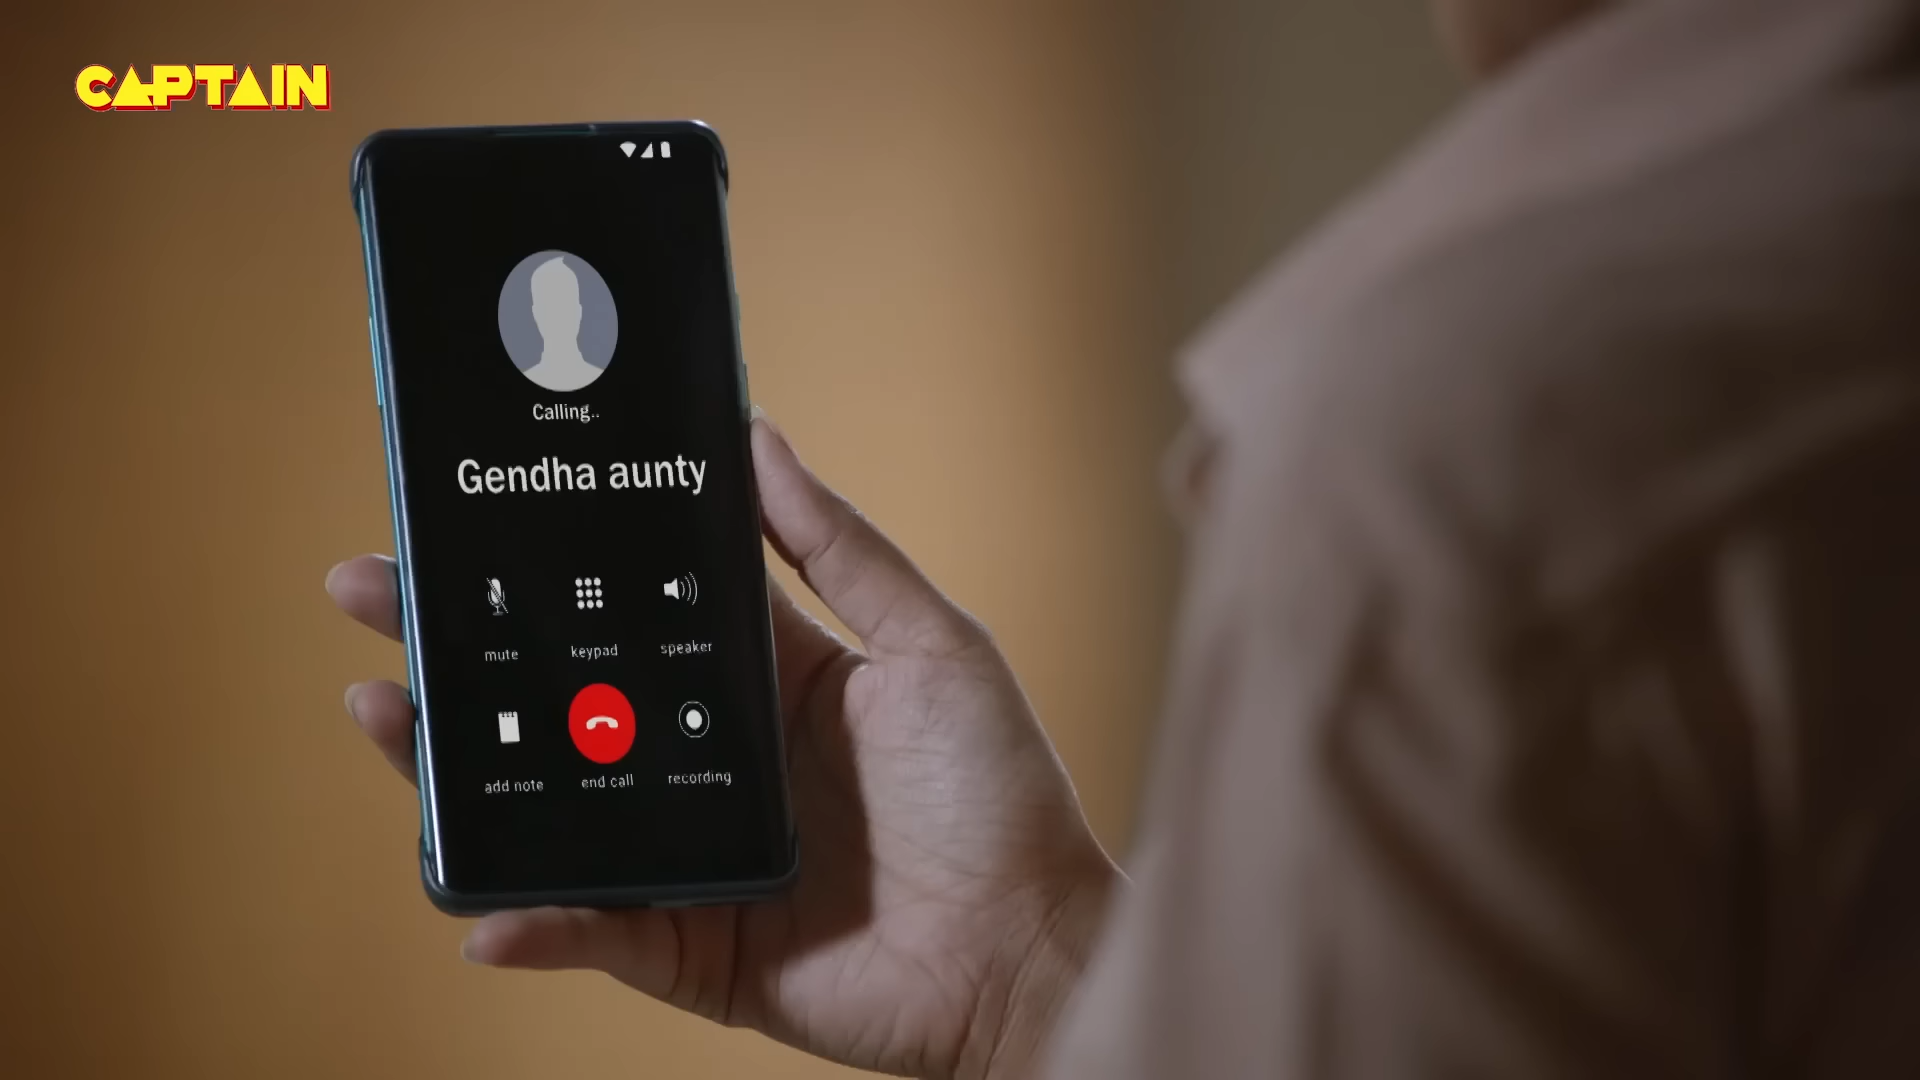 CAPTAIN
Calling..
Gendha aunty
mute keypad speaker
add note end call recording